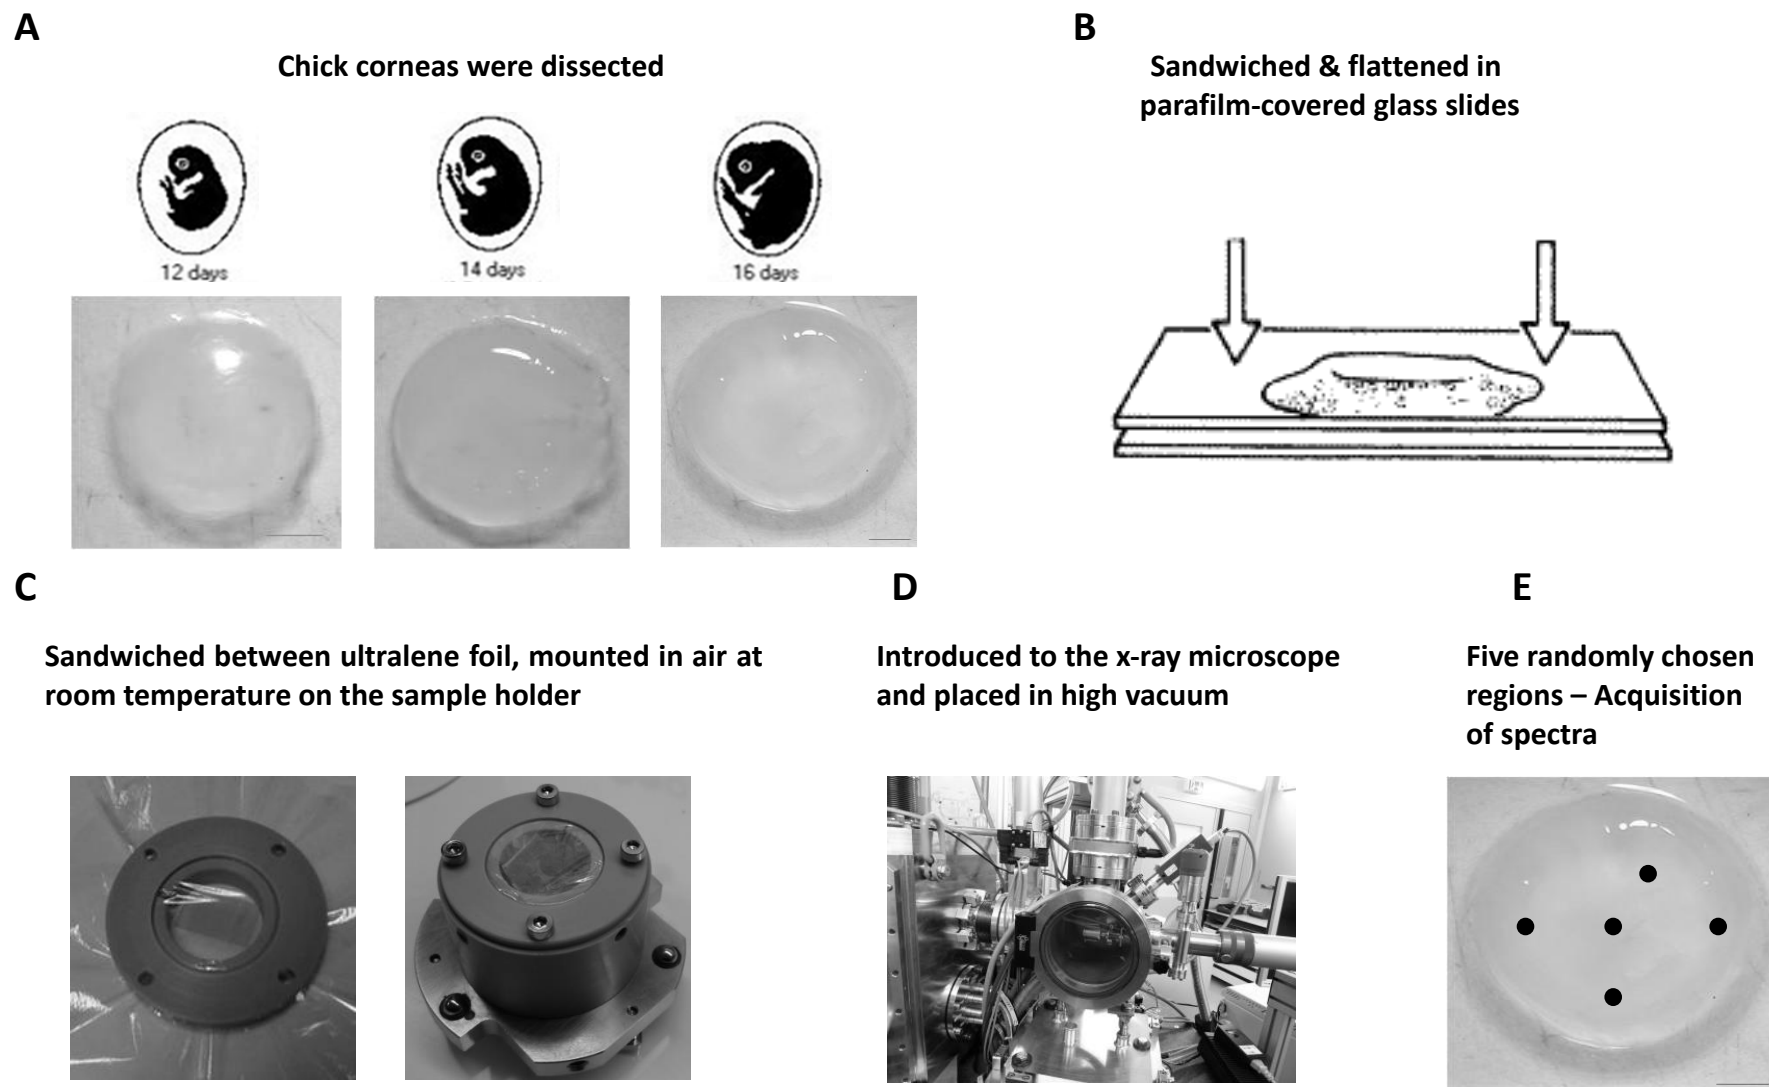 A
Chick corneas were dissected
12 days
14 days
16 days
B
Sandwiched & flattened in
parafilm-covered glass slides
C
Sandwiched between ultralene foil, mounted in air at
room temperature on the sample holder
D
Introduced to the x-ray microscope
and placed in high vacuum
E
Five randomly chosen
regions – Acquisition
of spectra